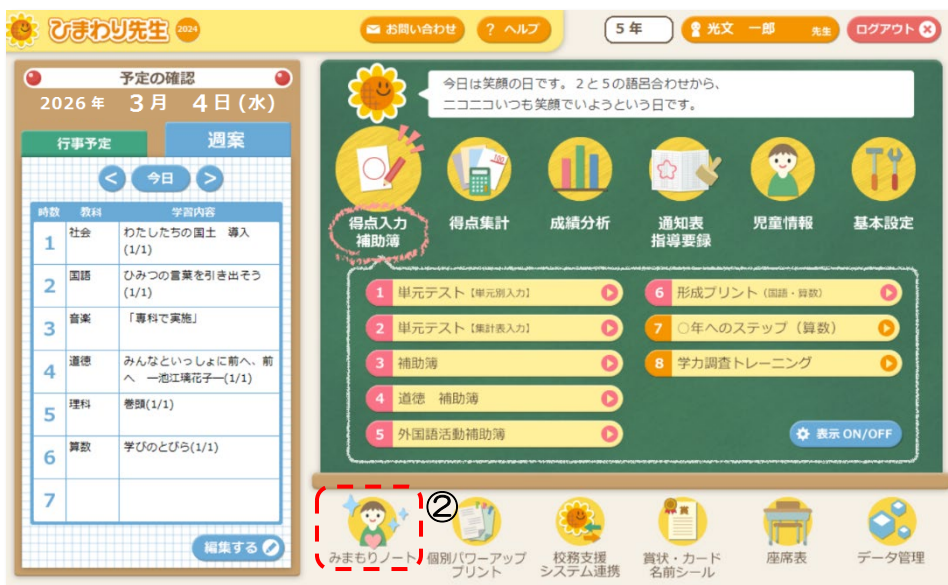 ひまわり先生 2024
お問い合わせ
? ヘルプ
5 年
光文 一郎 先生
ログアウト
予定の確認
2026 年 3 月 4 日 (水)
行事予定
週案
< 今日 >
時数 教科 学習内容
1 社会 わたしたちの国土 導入
(1/1)
2 国語 ひみつの言葉を引き出そう
(1/1)
3 音楽 「専科で実施」
4 道徳 みんなといっしょに前へ、前
へ ―池江璃花子―(1/1)
5 理科 巻頭(1/1)
6 算数 学びのとびら(1/1)
7
編集する
今日は笑顔の日です。２と５の語呂合わせから、
ニコニコいつも笑顔でいようという日です。
100
得点入力
補助簿
得点集計
成績分析
通知表
指導要録
児童情報
基本設定
1 単元テスト【単元別入力】
2 単元テスト【集計表入力】
3 補助簿
4 道徳 補助簿
5 外国語活動補助簿
6 形成プリント（国語・算数）
7 ○年へのステップ（算数）
8 学力調査トレーニング
表示 ON/OFF
②
みまもりノート
個別パワーアップ
プリント
校務支援
システム連携
賞
賞状・カード
名前シール
座席表
データ管理